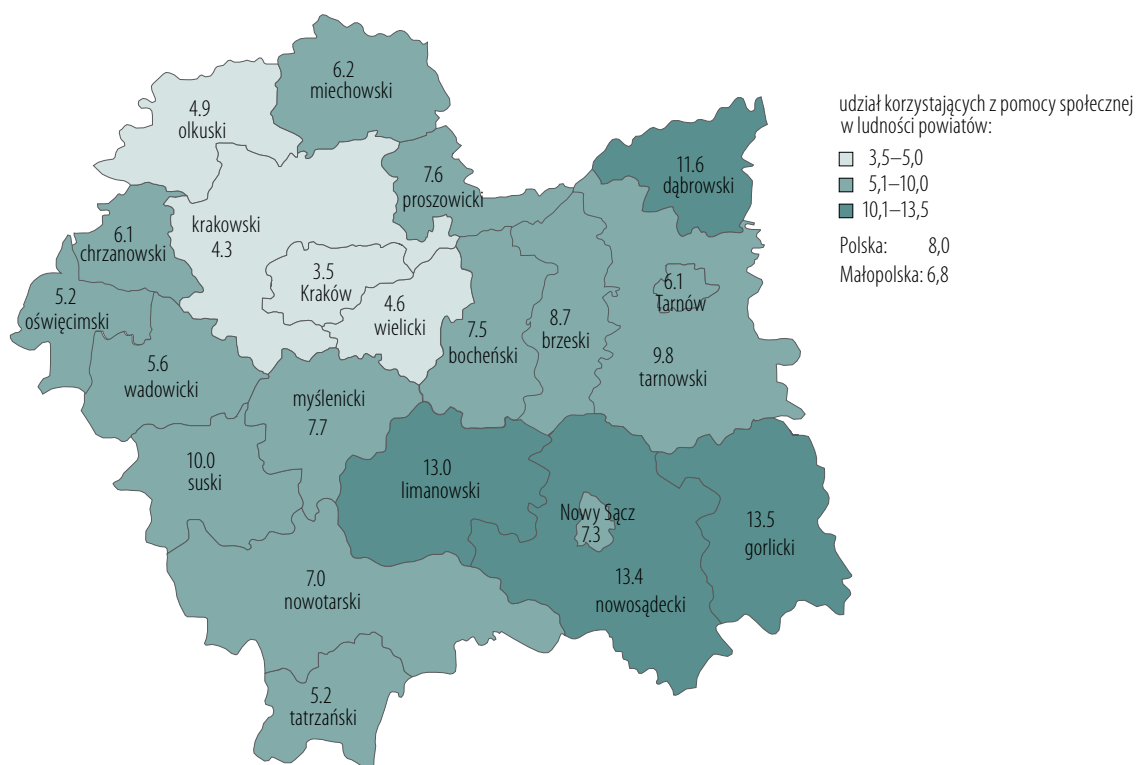 6.2
miechowski
4.9
olkuski
7.6
proszowicki
11.6
dąbrowski
krakowski
4.3
6.1
chrzanowski
3.5
Kraków
6.1
Tarnów
5.2
oświęcimski
4.6
wielicki
7.5
bocheński
8.7
brzeski
9.8
tarnowski
5.6
wadowicki
myślenicki
7.7
10.0
suski
13.0
limanowski
Nowy Sącz
7.3
13.5
gorlicki
13.4
nowosądecki
7.0
nowotarski
5.2
tatrzański
udział korzystających z pomocy społecznej
w ludności powiatów:
3,5–5,0
5,1–10,0
10,1–13,5
Polska: 8,0
Małopolska: 6,8